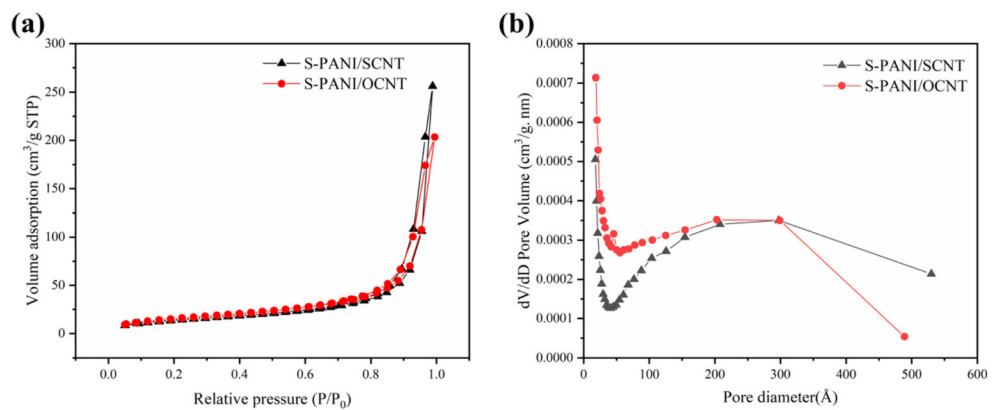 (a)
300
250
200
150
100
50
0
Volume adsorption (cm³/g STP)
S-PANI/SCNT
S-PANI/OCNT
0.0 0.2 0.4 0.6 0.8 1.0
Relative pressure (P/P₀)
(b)
0.0008
0.0007
0.0006
0.0005
0.0004
0.0003
0.0002
0.0001
0.0000
dV/dD Pore Volume (cm³/g. nm)
S-PANI/SCNT
S-PANI/OCNT
0 100 200 300 400 500 600
Pore diameter(Å)